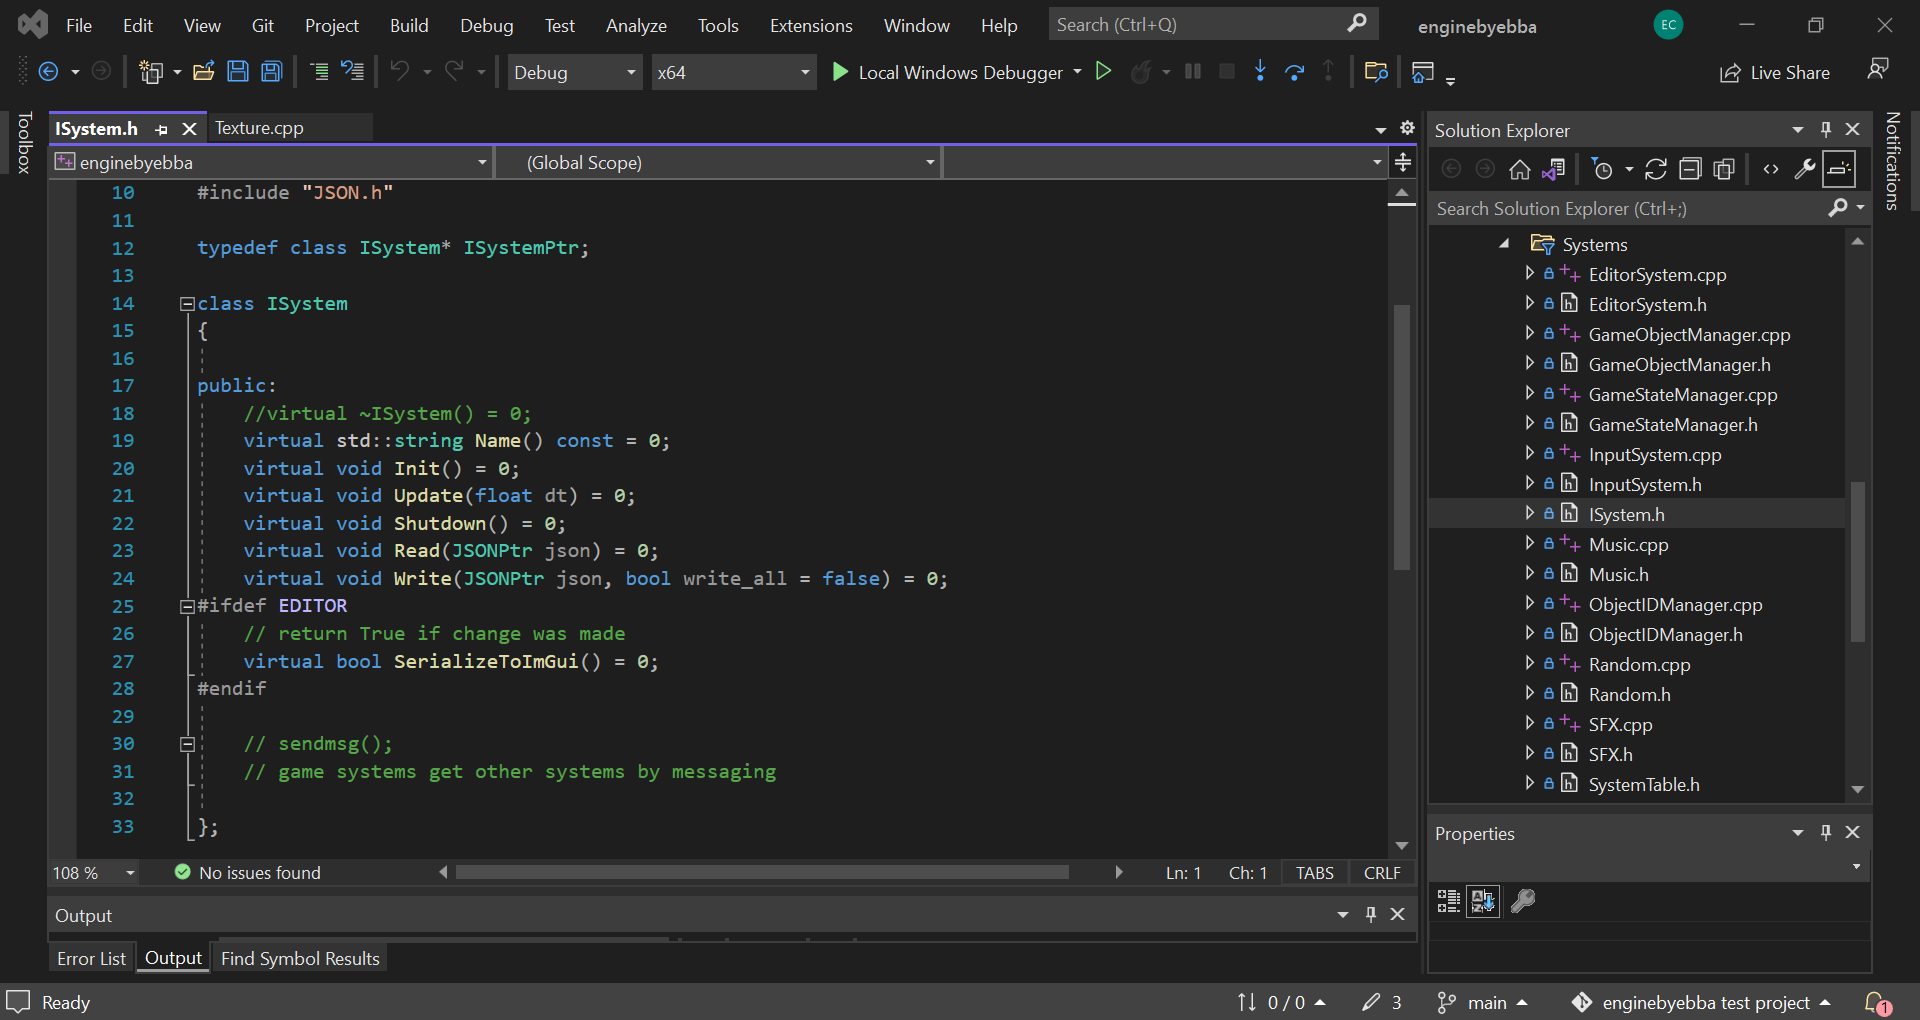 File Edit View Git Project Build Debug Test Analyze Tools Extensions Window Help Search (Ctrl+Q) enginebyebba EC
Debug x64 Local Windows Debugger Live Share
Toolbox
ISystem.h Texture.cpp
enginebyebba (Global Scope)
10 #include "JSON.h"
11
12 typedef class ISystem* ISystemPtr;
13
14 class ISystem
15 {
16
17 public:
18 //virtual ~ISystem() = 0;
19 virtual std::string Name() const = 0;
20 virtual void Init() = 0;
21 virtual void Update(float dt) = 0;
22 virtual void Shutdown() = 0;
23 virtual void Read(JSONPtr json) = 0;
24 virtual void Write(JSONPtr json, bool write_all = false) = 0;
25 #ifdef EDITOR
26 // return True if change was made
27 virtual bool SerializeToImGui() = 0;
28 #endif
29
30 // sendmsg();
31 // game systems get other systems by messaging
32
33 };
108 % No issues found Ln: 1 Ch: 1 TABS CRLF
Output
Error List Output Find Symbol Results
Solution Explorer
Search Solution Explorer (Ctrl+;)
Systems
EditorSystem.cpp
EditorSystem.h
GameObjectManager.cpp
GameObjectManager.h
GameStateManager.cpp
GameStateManager.h
InputSystem.cpp
InputSystem.h
ISystem.h
Music.cpp
Music.h
ObjectIDManager.cpp
ObjectIDManager.h
Random.cpp
Random.h
SFX.cpp
SFX.h
SystemTable.h
Properties
Notifications
Ready 0 / 0 3 main enginebyebba test project 1